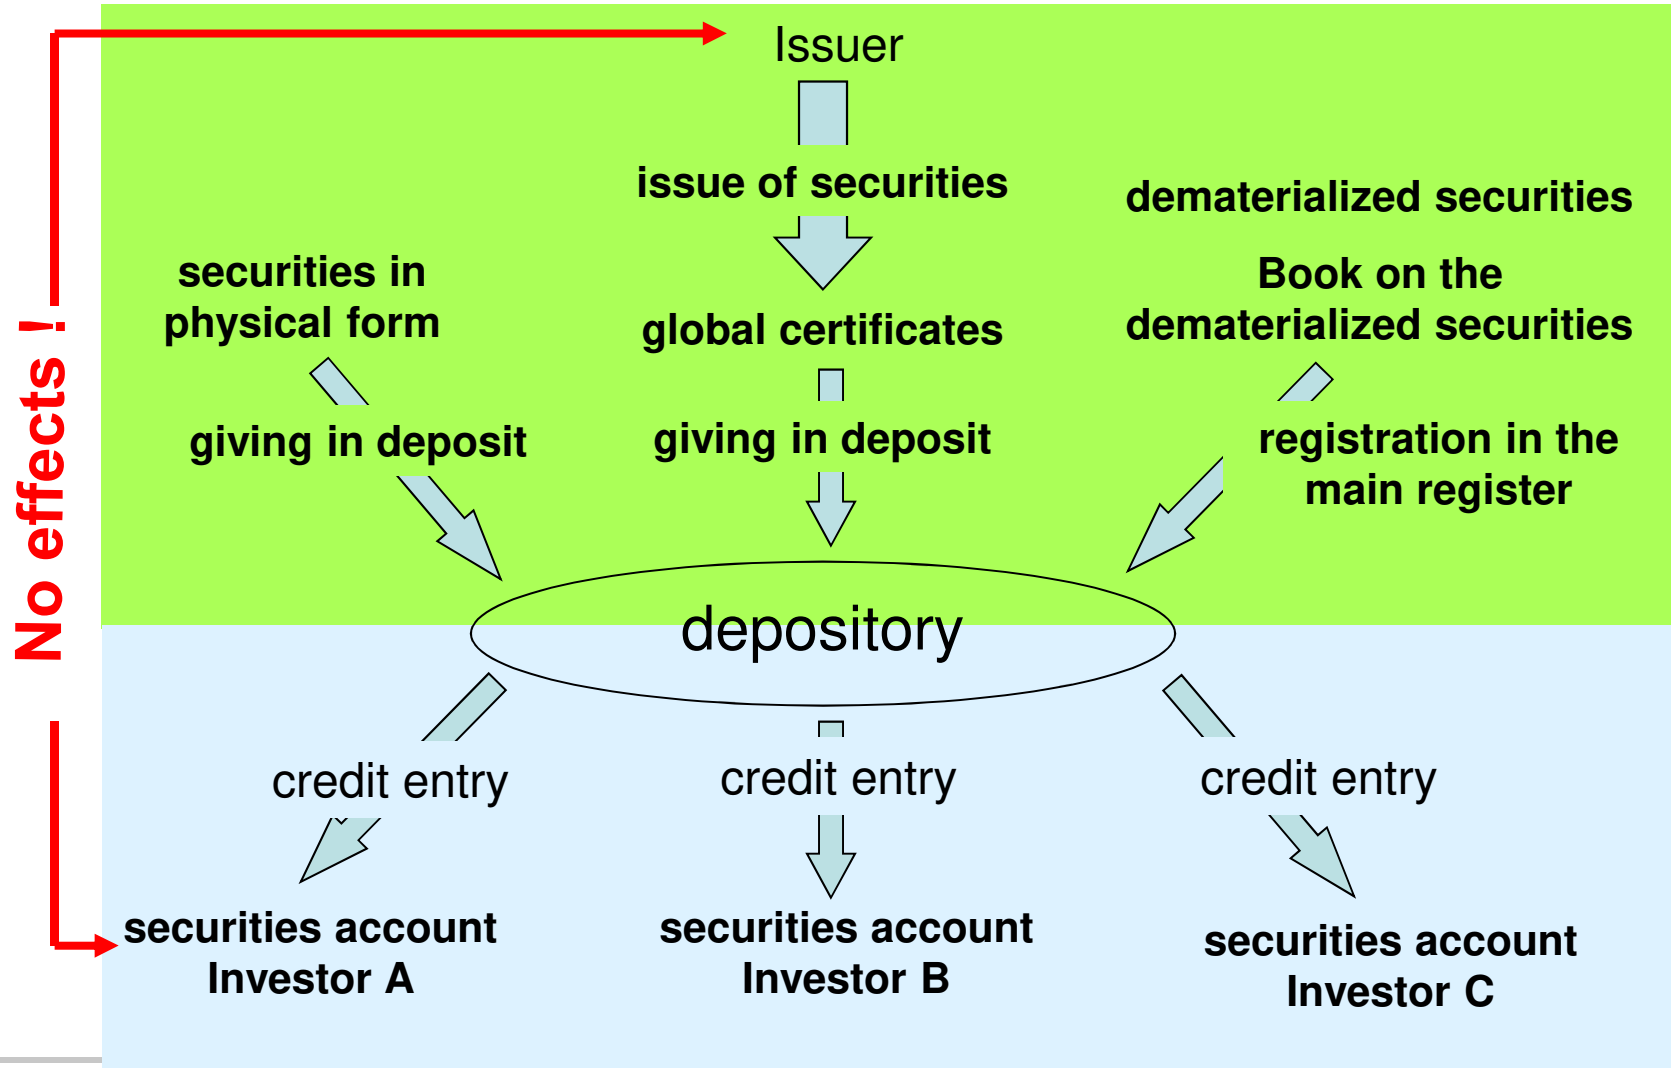 Issuer
issue of securities
dematerialized securities
securities in
physical form
global certificates
Book on the
dematerialized securities
giving in deposit
giving in deposit
registration in the
main register
No effects !
depository
credit entry
credit entry
credit entry
securities account
Investor A
securities account
Investor B
securities account
Investor C